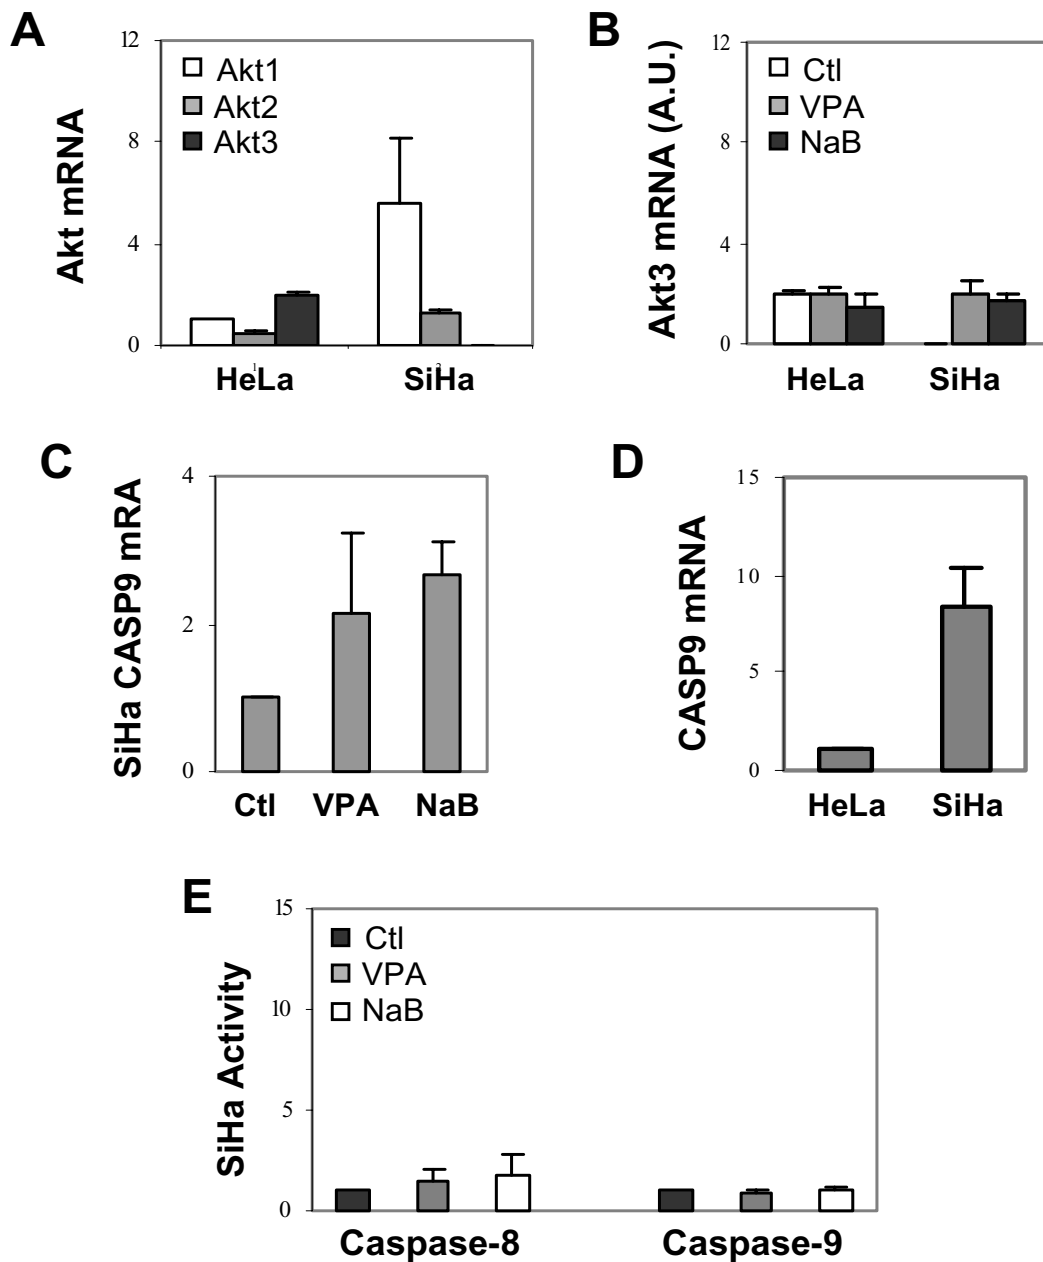 A
Akt mRNA
12
8
4
0
Akt1
Akt2
Akt3
1
2
HeLa
SiHa
B
Akt3 mRNA (A.U.)
12
8
4
0
Ctl
VPA
NaB
HeLa
SiHa
C
SiHa CASP9 mRA
4
2
0
Ctl
VPA
NaB
D
CASP9 mRNA
15
10
5
0
HeLa
SiHa
E
SiHa Activity
15
10
5
0
Ctl
VPA
NaB
Caspase-8
Caspase-9